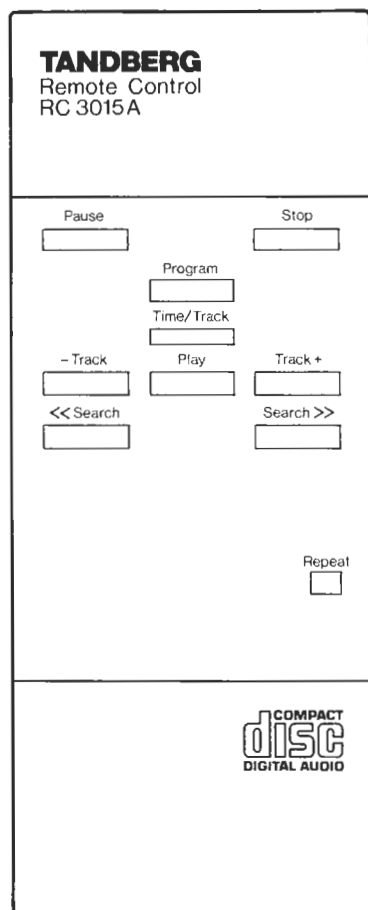 TANDBERG
Remote Control
RC 3015A
Pause Stop
Program
Time/Track
– Track Play Track +
<< Search Search >>
Repeat
COMPACT
disc
DIGITAL AUDIO